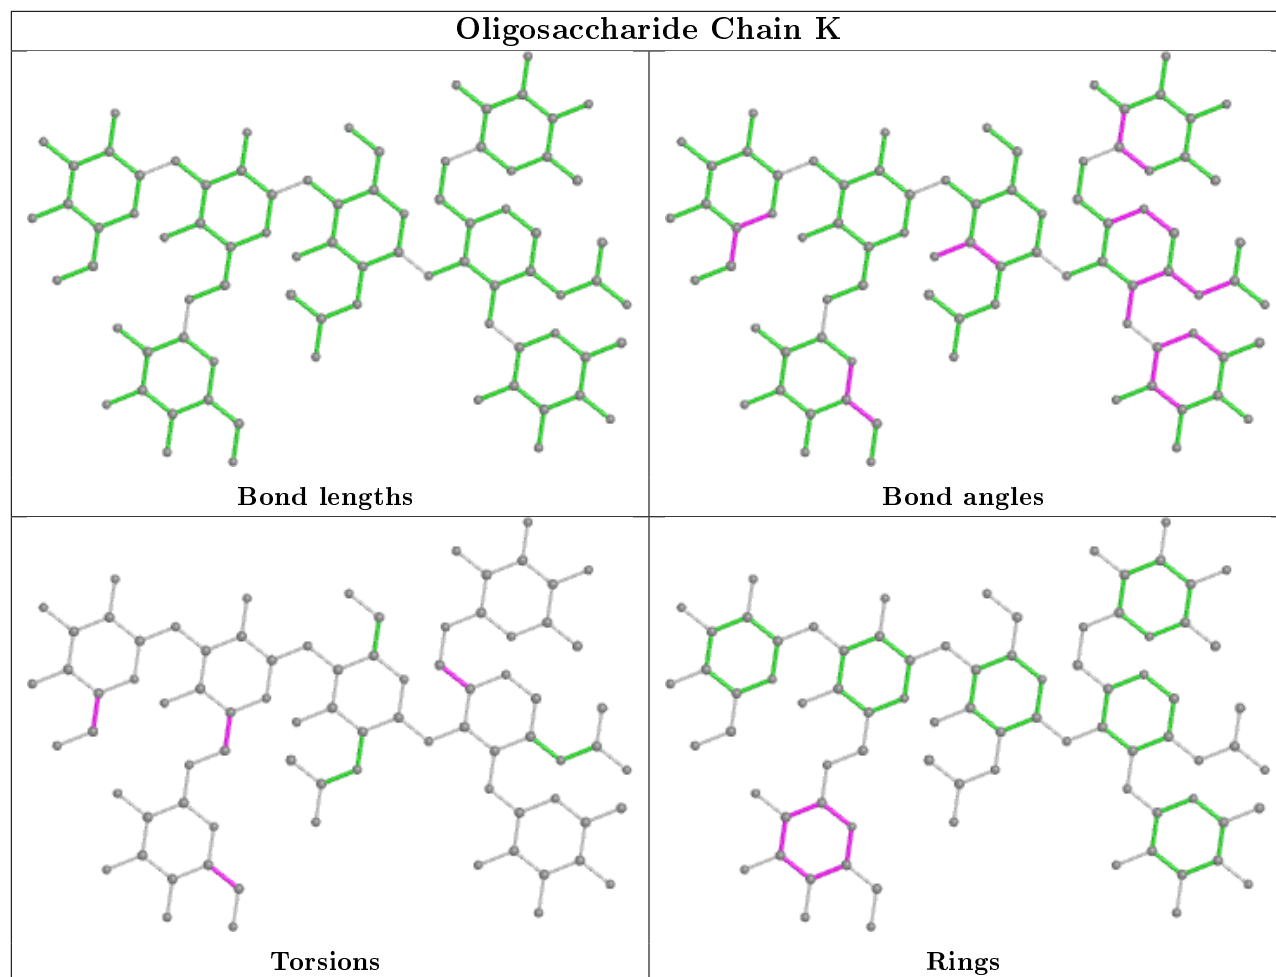 Oligosaccharide Chain K
Bond lengths
Bond angles
Torsions
Rings